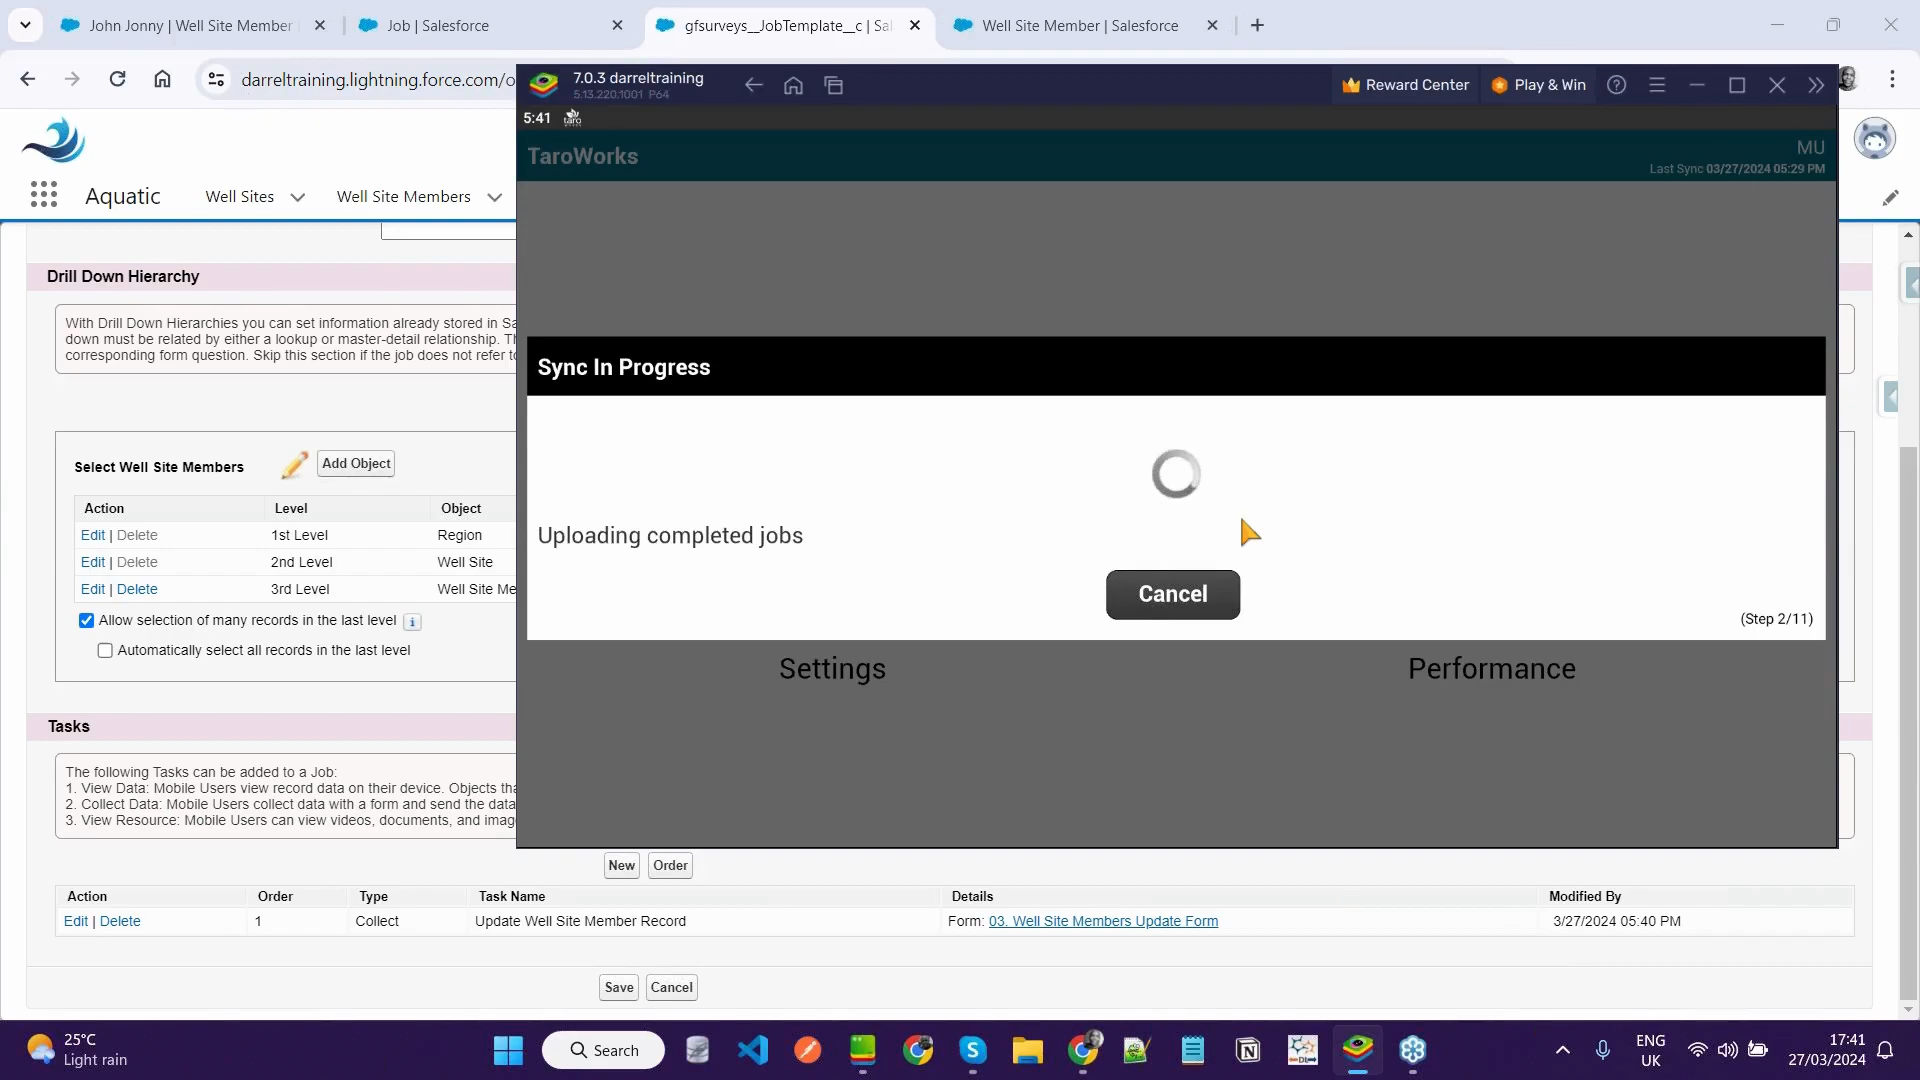 John Jonny | Well Site Member
Job | Salesforce
gfsurveys__JobTemplate__c | Sal
Well Site Member | Salesforce
darreltraining.lightning.force.com/o
7.0.3 darreltraining
5.13.220.1001 P64
Reward Center
Play & Win
5:41
taro
TaroWorks
MU
Last Sync 03/27/2024 05:29 PM
Aquatic
Well Sites
Well Site Members
Drill Down Hierarchy
With Drill Down Hierarchies you can set information already stored in Sa
down must be related by either a lookup or master-detail relationship. Th
corresponding form question. Skip this section if the job does not refer to
Sync In Progress
Uploading completed jobs
Cancel
(Step 2/11)
Settings
Performance
Select Well Site Members
Add Object
Action Level Object
Edit | Delete 1st Level Region
Edit | Delete 2nd Level Well Site
Edit | Delete 3rd Level Well Site Me
Allow selection of many records in the last level
Automatically select all records in the last level
Tasks
The following Tasks can be added to a Job:
1. View Data: Mobile Users view record data on their device. Objects tha
2. Collect Data: Mobile Users collect data with a form and send the data
3. View Resource: Mobile Users can view videos, documents, and imag
New Order
Action Order Type Task Name Details Modified By
Edit | Delete 1 Collect Update Well Site Member Record Form: 03. Well Site Members Update Form 3/27/2024 05:40 PM
Save Cancel
25°C
Light rain
Search
ENG
UK
17:41
27/03/2024